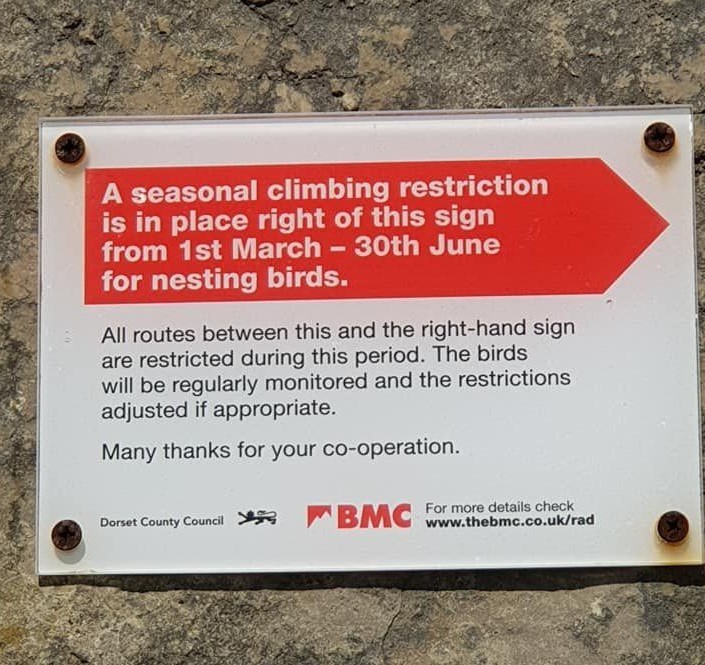 A seasonal climbing restriction
is in place right of this sign
from 1st March – 30th June
for nesting birds.
All routes between this and the right-hand sign
are restricted during this period. The birds
will be regularly monitored and the restrictions
adjusted if appropriate.
Many thanks for your co-operation.
Dorset County Council
BMC
For more details check
www.thebmc.co.uk/rad